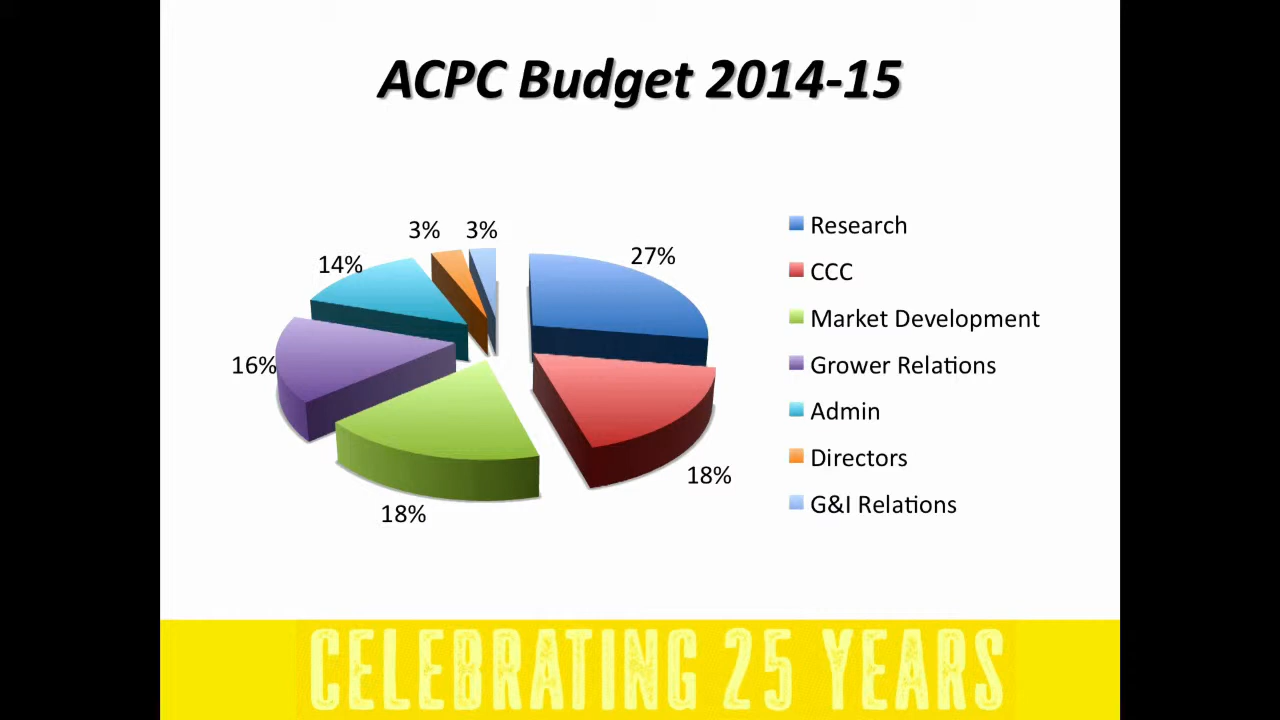 ACPC Budget 2014-15
3% 3%
27%
14%
16%
18%
18%
Research
CCC
Market Development
Grower Relations
Admin
Directors
G&I Relations
CELEBRATING 25 YEARS